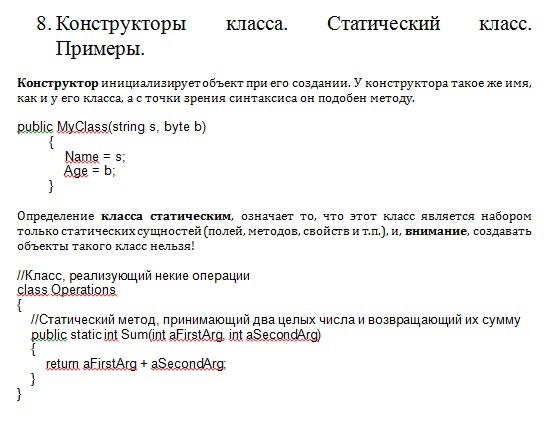 8. Конструкторы класса. Статический класс.
Примеры.
Конструктор инициализирует объект при его создании. У конструктора такое же имя,
как и у его класса, а с точки зрения синтаксиса он подобен методу.
public MyClass(string s, byte b)
{
Name = s;
Age = b;
}
Определение класса статическим, означает то, что этот класс является набором
только статических сущностей (полей, методов, свойств и т.п.), и, внимание, создавать
объекты такого класс нельзя!
//Класс, реализующий некие операции
class Operations
{
//Статический метод, принимающий два целых числа и возвращающий их сумму
public static int Sum(int aFirstArg, int aSecondArg)
{
return aFirstArg + aSecondArg;
}
}